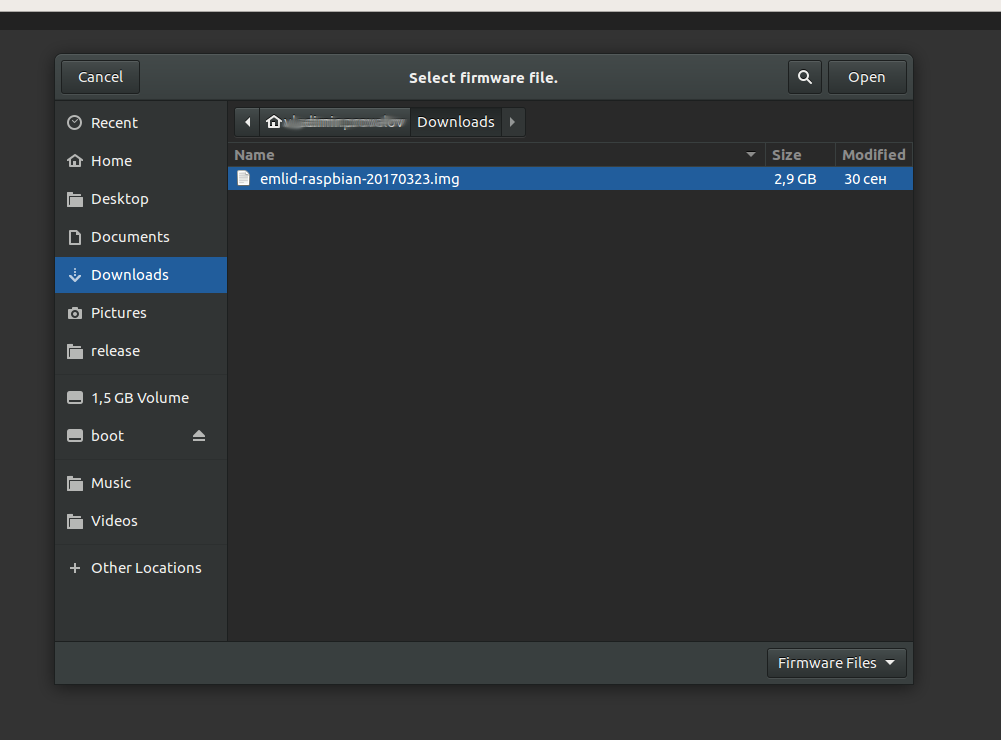 Cancel
Select firmware file.
Open
Recent
Home
Desktop
Documents
Downloads
Pictures
release
1,5 GB Volume
boot
Music
Videos
Other Locations
Downloads
Name Size Modified
emlid-raspbian-20170323.img 2,9 GB 30 сен
Firmware Files